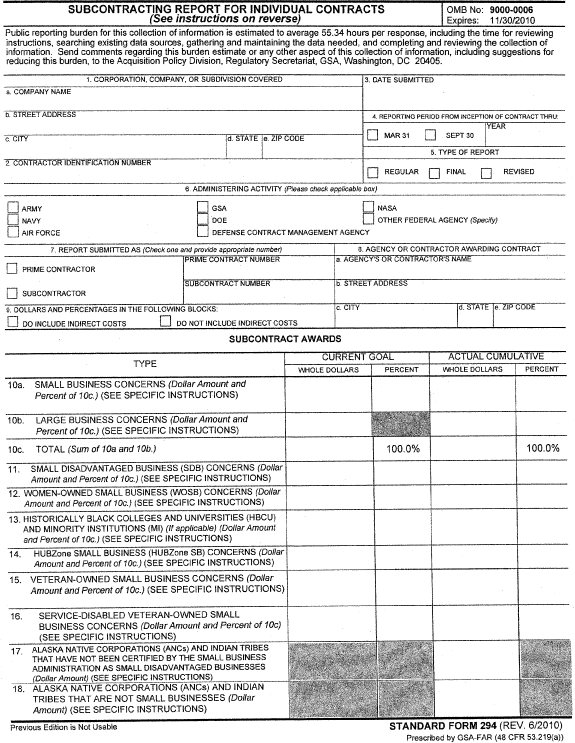 SUBCONTRACTING REPORT FOR INDIVIDUAL CONTRACTS
(See instructions on reverse)
OMB No: 9000-0006
Expires: 11/30/2010
Public reporting burden for this collection of information is estimated to average 55.34 hours per response, including the time for reviewing
instructions, searching existing data sources, gathering and maintaining the data needed, and completing and reviewing the collection of
information. Send comments regarding this burden estimate or any other aspect of this collection of information, including suggestions for
reducing this burden, to the Acquisition Policy Division, Regulatory Secretariat, GSA, Washington, DC 20405.
1. CORPORATION, COMPANY, OR SUBDIVISION COVERED
3. DATE SUBMITTED
a. COMPANY NAME
b. STREET ADDRESS
4. REPORTING PERIOD FROM INCEPTION OF CONTRACT THRU:
MAR 31
SEPT 30
YEAR
c. CITY
d. STATE
e. ZIP CODE
5. TYPE OF REPORT
2. CONTRACTOR IDENTIFICATION NUMBER
REGULAR
FINAL
REVISED
6. ADMINISTERING ACTIVITY (Please check applicable box)
ARMY
GSA
NASA
NAVY
DOE
OTHER FEDERAL AGENCY (Specify)
AIR FORCE
DEFENSE CONTRACT MANAGEMENT AGENCY
7. REPORT SUBMITTED AS (Check one and provide appropriate number)
8. AGENCY OR CONTRACTOR AWARDING CONTRACT
PRIME CONTRACTOR
PRIME CONTRACT NUMBER
a. AGENCY'S OR CONTRACTOR'S NAME
SUBCONTRACTOR
SUBCONTRACT NUMBER
b. STREET ADDRESS
9. DOLLARS AND PERCENTAGES IN THE FOLLOWING BLOCKS:
c. CITY
d. STATE
e. ZIP CODE
DO INCLUDE INDIRECT COSTS
DO NOT INCLUDE INDIRECT COSTS
SUBCONTRACT AWARDS
TYPE
CURRENT GOAL
ACTUAL CUMULATIVE
WHOLE DOLLARS
PERCENT
WHOLE DOLLARS
PERCENT
10a. SMALL BUSINESS CONCERNS (Dollar Amount and
Percent of 10c.) (SEE SPECIFIC INSTRUCTIONS)
10b. LARGE BUSINESS CONCERNS (Dollar Amount and
Percent of 10c.) (SEE SPECIFIC INSTRUCTIONS)
10c. TOTAL (Sum of 10a and 10b.)
100.0%
100.0%
11. SMALL DISADVANTAGED BUSINESS (SDB) CONCERNS (Dollar
Amount and Percent of 10c.) (SEE SPECIFIC INSTRUCTIONS)
12. WOMEN-OWNED SMALL BUSINESS (WOSB) CONCERNS (Dollar
Amount and Percent of 10c.) (SEE SPECIFIC INSTRUCTIONS)
13. HISTORICALLY BLACK COLLEGES AND UNIVERSITIES (HBCU)
AND MINORITY INSTITUTIONS (MI) (If applicable) (Dollar Amount
and Percent of 10c.) (SEE SPECIFIC INSTRUCTIONS)
14. HUBZone SMALL BUSINESS (HUBZone SB) CONCERNS (Dollar
Amount and Percent of 10c.) (SEE SPECIFIC INSTRUCTIONS)
15. VETERAN-OWNED SMALL BUSINESS CONCERNS (Dollar
Amount and Percent of 10c.) (SEE SPECIFIC INSTRUCTIONS)
16. SERVICE-DISABLED VETERAN-OWNED SMALL
BUSINESS CONCERNS (Dollar Amount and Percent of 10c)
(SEE SPECIFIC INSTRUCTIONS)
17. ALASKA NATIVE CORPORATIONS (ANCs) AND INDIAN TRIBES
THAT HAVE NOT BEEN CERTIFIED BY THE SMALL BUSINESS
ADMINISTRATION AS SMALL DISADVANTAGED BUSINESSES
(Dollar Amount) (SEE SPECIFIC INSTRUCTIONS)
18. ALASKA NATIVE CORPORATIONS (ANCs) AND INDIAN
TRIBES THAT ARE NOT SMALL BUSINESSES (Dollar
Amount) (SEE SPECIFIC INSTRUCTIONS)
Previous Edition is Not Usable
STANDARD FORM 294 (REV. 6/2010)
Prescribed by GSA-FAR (48 CFR 53.219(a))